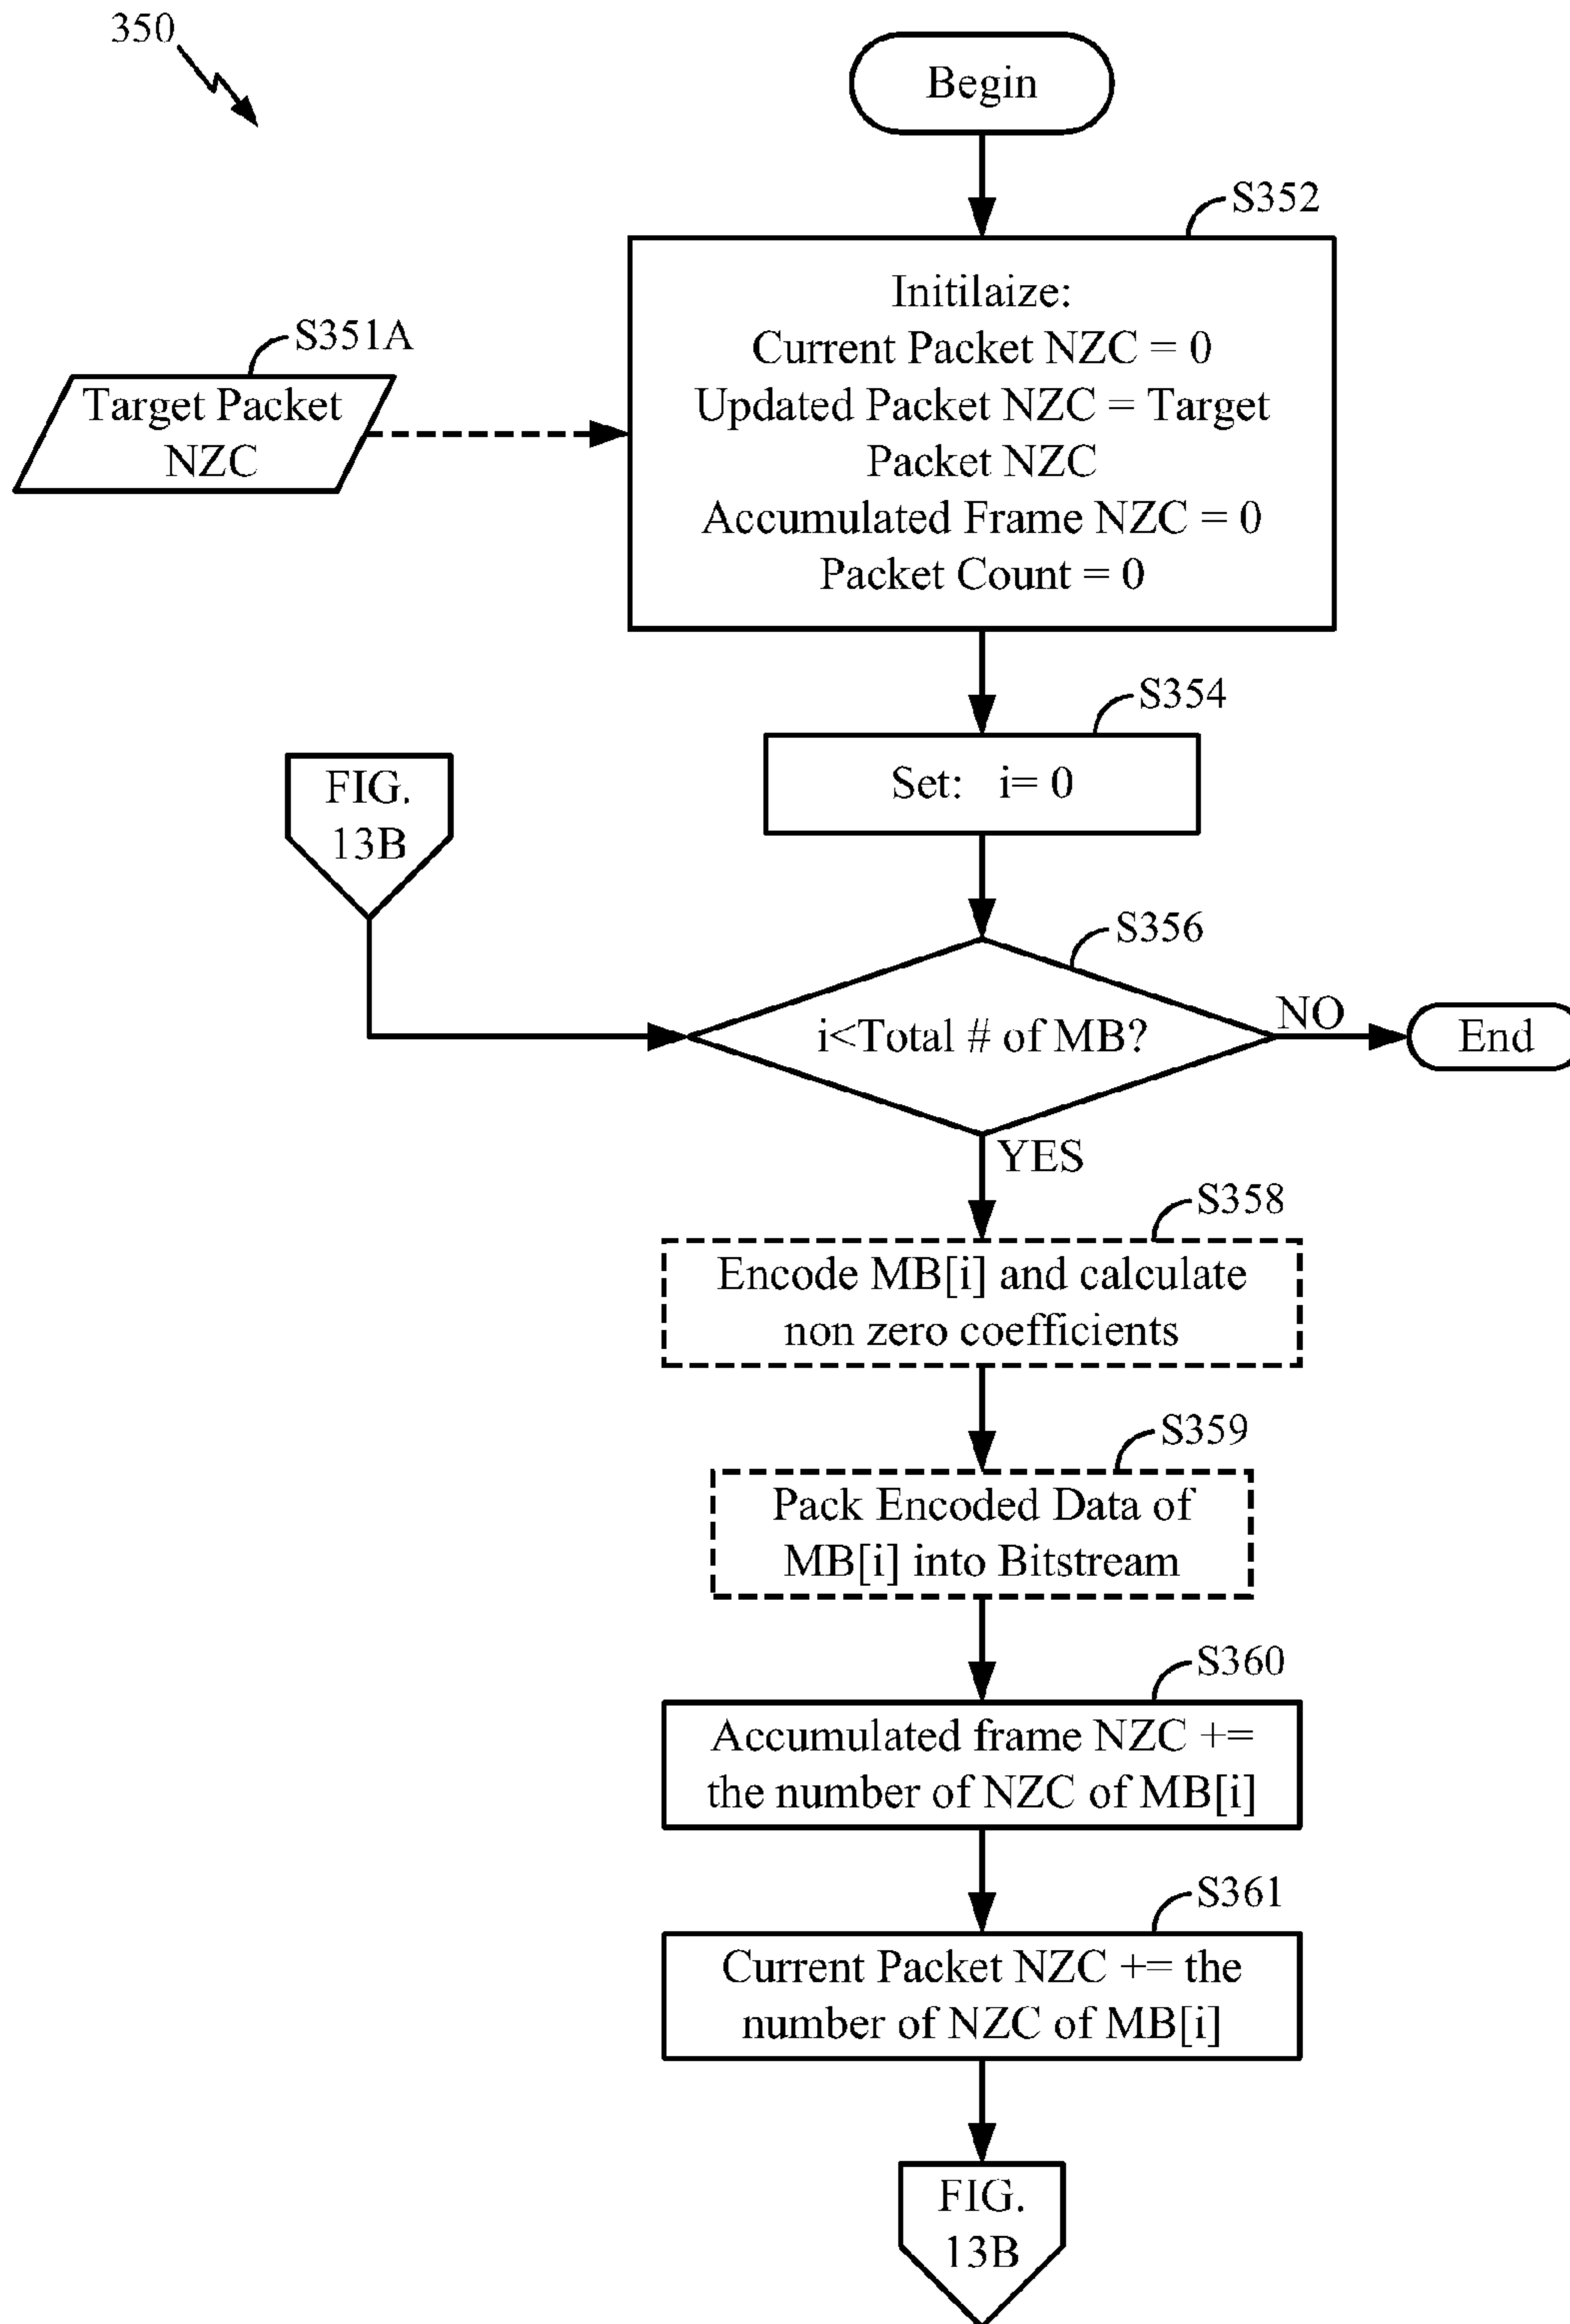 350
Begin
S352
Initilaize:
Current Packet NZC = 0
Updated Packet NZC = Target
Packet NZC
Accumulated Frame NZC = 0
Packet Count = 0
S351A
Target Packet
NZC
S354
Set: i= 0
FIG.
13B
S356
i<Total # of MB?
NO
End
YES
S358
Encode MB[i] and calculate
non zero coefficients
S359
Pack Encoded Data of
MB[i] into Bitstream
S360
Accumulated frame NZC +=
the number of NZC of MB[i]
S361
Current Packet NZC += the
number of NZC of MB[i]
FIG.
13B